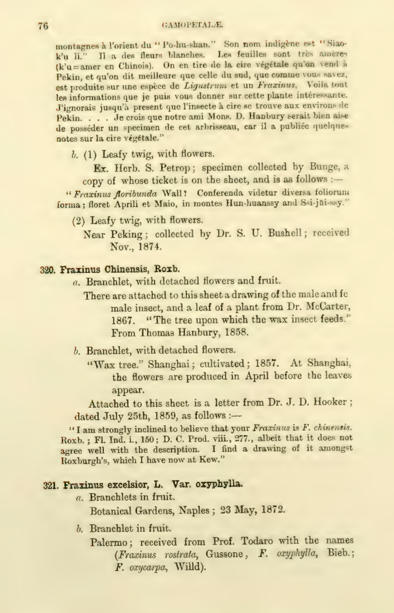 76
GAMOPETALÆ.
montagnes à l'orient du "Po-hu-shan." Son nom indigène est "Siao-
k'u li." Il a des fleurs blanches. Les feuilles sont très amères
(k'u=amer en Chinois). On en tire de la cire végétale qu'on vend à
Pekin, et qu'on dit meilleure que celle du sud, que comme vous savez,
est produite sur une espèce de Ligustrum et un Fraxinus. Voila tout
les informations que je puis vous donner sur cette plante intéressante.
J'ignorais jusqu'a present que l'insecte à cire se trouve aux environs de
Pekin. . . . Je crois que notre ami Mons. D. Hanbury serait bien aise
de posséder un specimen de cet arbrisseau, car il a publiée quelque-
notes sur la cire végétale."
b. (1) Leafy twig, with flowers.
Ex. Herb. S. Petrop; specimen collected by Bunge, a
copy of whose ticket is on the sheet, and is as follows :—
"Fraxinus floribunda Wall? Conferenda videtur diversa foliorum
forma; floret Aprili et Maio, in montes Hun-huanssy and
(2) Leafy twig, with flowers.
Near Peking; collected by Dr. S. U. Bushell; received
Nov., 1874.
320. Fraxinus Chinensis, Roxb.
a. Branchlet, with detached flowers and fruit.
There are attached to this sheet a drawing of the male and fe
male insect, and a leaf of a plant from Dr. McCarter,
1867. "The tree upon which the wax insect feeds."
From Thomas Hanbury, 1858.
b. Branchlet, with detached flowers.
"Wax tree." Shanghai; cultivated; 1857. At Shanghai,
the flowers are produced in April before the leaves
appear.
Attached to this sheet is a letter from Dr. J. D. Hooker;
dated July 25th, 1859, as follows :—
"I am strongly inclined to believe that your Fraxinus is F. chinensis.
Roxb.; Fl. Ind. i., 150; D. C. Prod. viii., 277., albeit that it does not
agree well with the description. I find a drawing of it amongst
Roxburgh's, which I have now at Kew."
321. Fraxinus excelsior, L. Var. oxyphylla.
a. Branchlets in fruit.
Botanical Gardens, Naples; 23 May, 1872.
b. Branchlet in fruit.
Palermo; received from Prof. Todaro with the names
(Fraxinus rostrata, Gussone, F. oxyphylla, Bieb.;
F. oxycarpa, Willd).